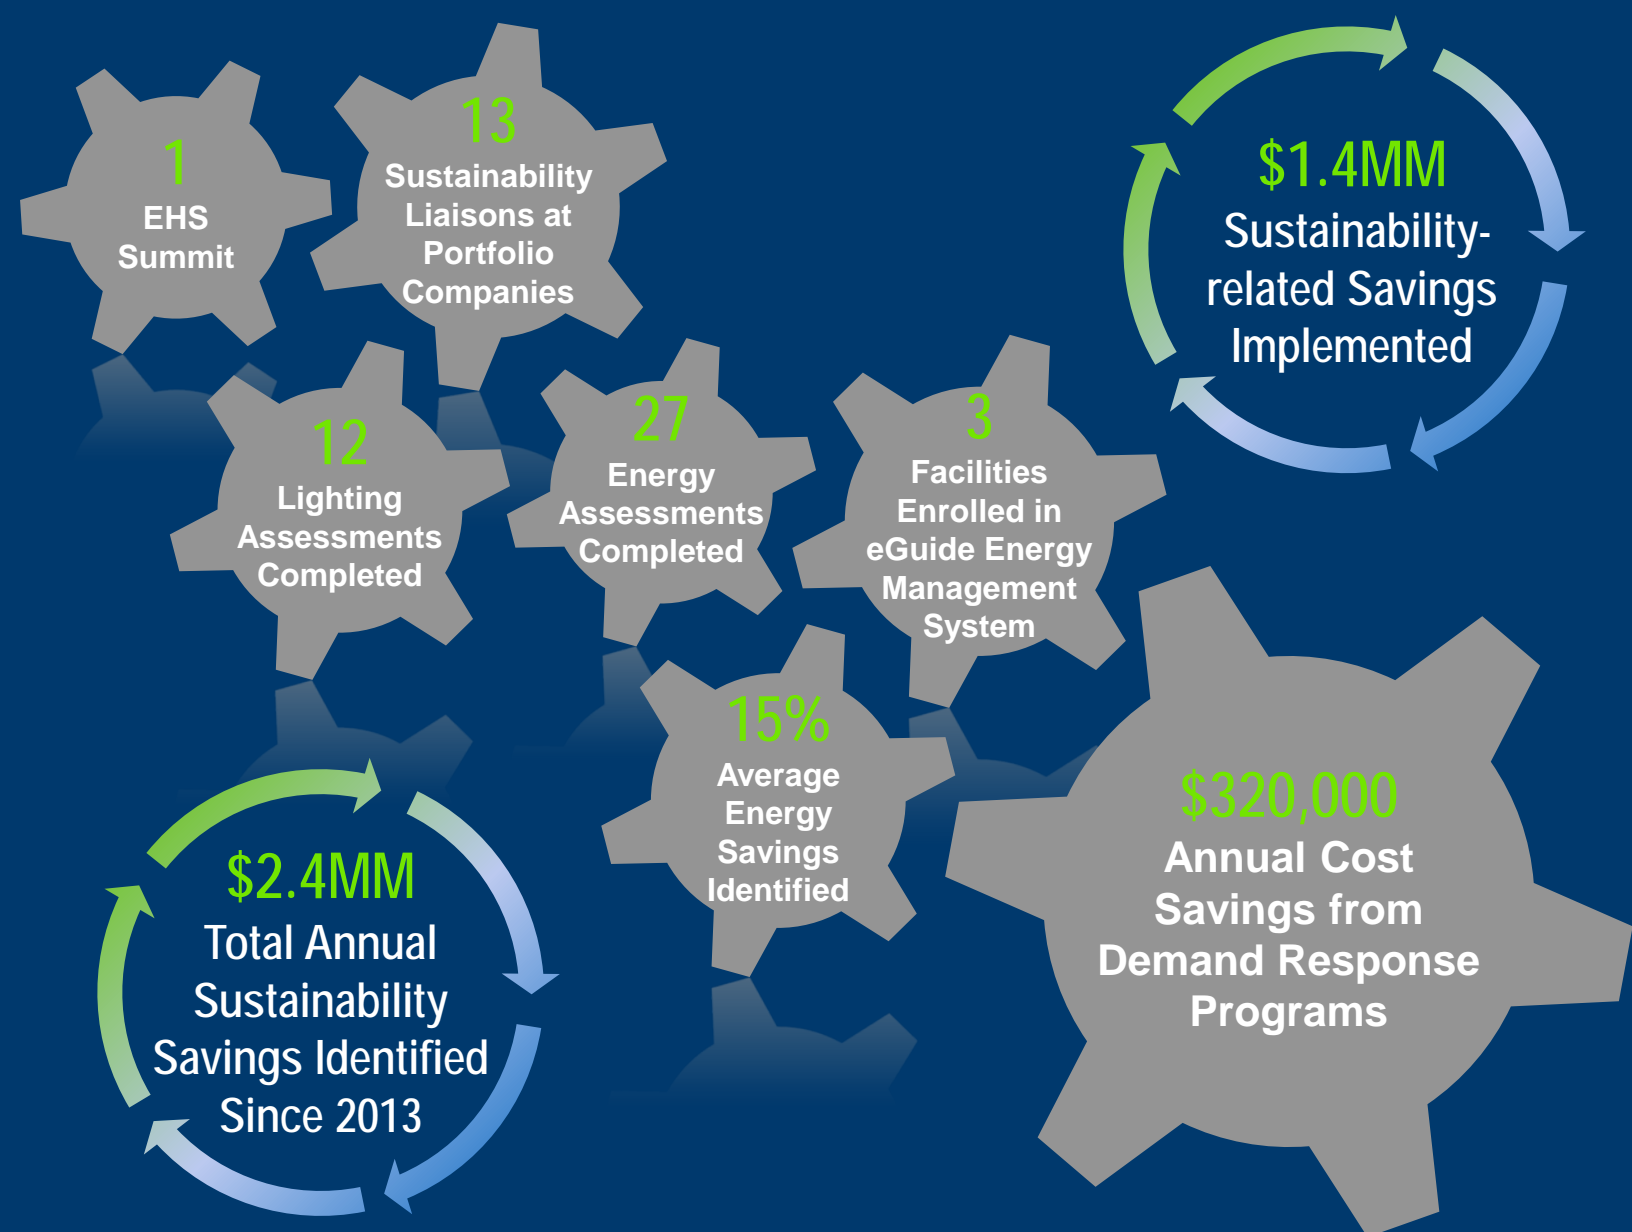 1
EHS
Summit
13
Sustainability
Liaisons at
Portfolio
Companies
$1.4MM
Sustainability-
related Savings
Implemented
12
Lighting
Assessments
Completed
27
Energy
Assessments
Completed
3
Facilities
Enrolled in
eGuide Energy
Management
System
15%
Average
Energy
Savings
Identified
$320,000
Annual Cost
Savings from
Demand Response
Programs
$2.4MM
Total Annual
Sustainability
Savings Identified
Since 2013